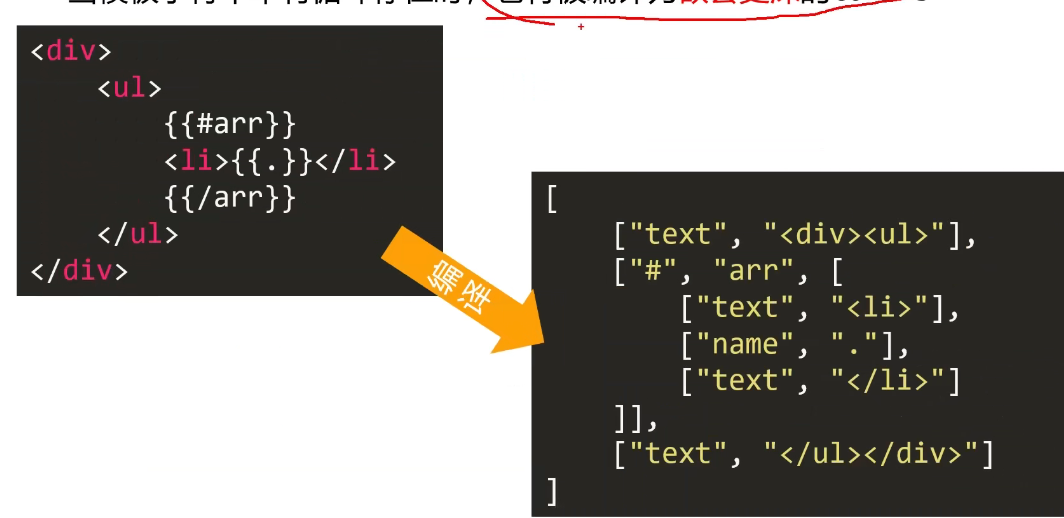 <div>
<ul>
{{#arr}}
<li>{{.}}</li>
{{/arr}}
</ul>
</div>
编译
[
["text", "<div><ul>"],
["#", "arr", [
["text", "<li>"],
["name", "."],
["text", "</li>"]
]],
["text", "</ul></div>"]
]